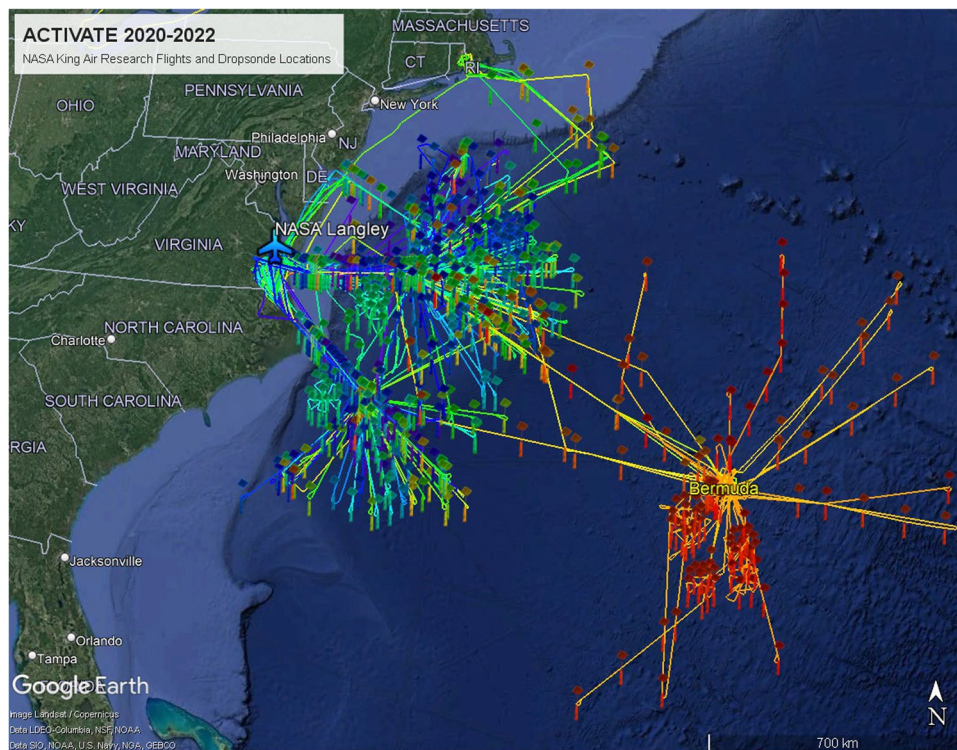 ACTIVATE 2020-2022
NASA King Air Research Flights and Dropsonde Locations
MASSACHUSETTS
CT
RI
OHIO
PENNSYLVANIA
New York
Philadelphia
NJ
MARYLAND
Washington
DE
WEST VIRGINIA
KY
NASA Langley
VIRGINIA
NORTH CAROLINA
Charlotte
SOUTH CAROLINA
RGIA
Bermuda
Jacksonville
Orlando
Tampa
Google Earth
Image Landsat / Copernicus
Data LDEO-Columbia, NSF, NOAA
Data SIO, NOAA, U.S. Navy, NGA, GEBCO
N
700 km